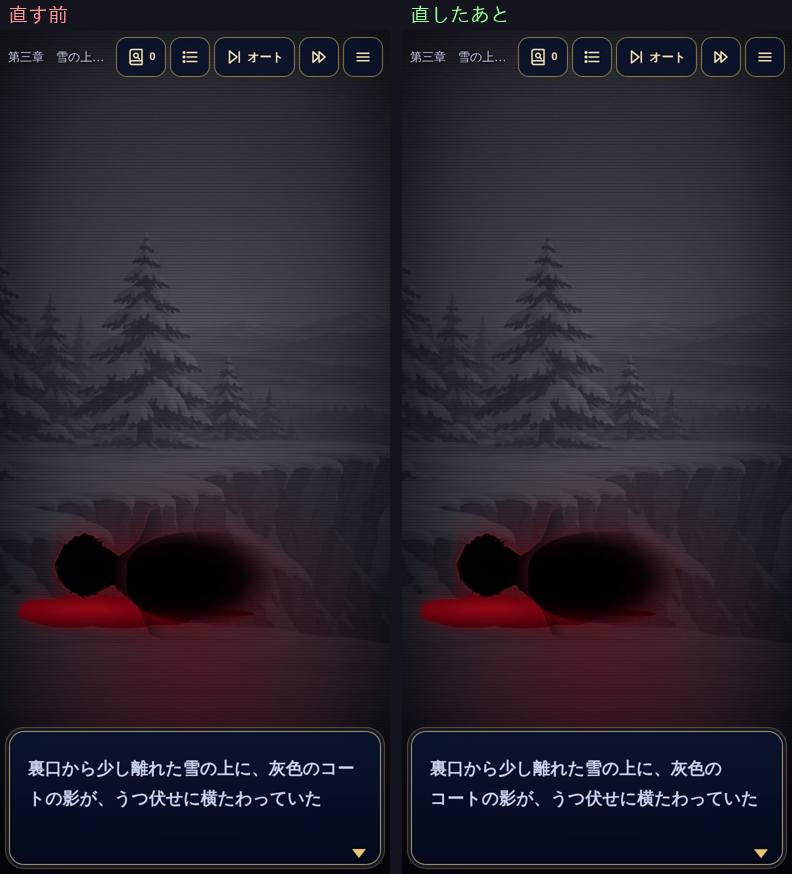 直す前
第三章　雪の上… 0 オート
裏口から少し離れた雪の上に、灰色のコー
トの影が、うつ伏せに横たわっていた
直したあと
第三章　雪の上… 0 オート
裏口から少し離れた雪の上に、灰色の
コートの影が、うつ伏せに横たわっていた